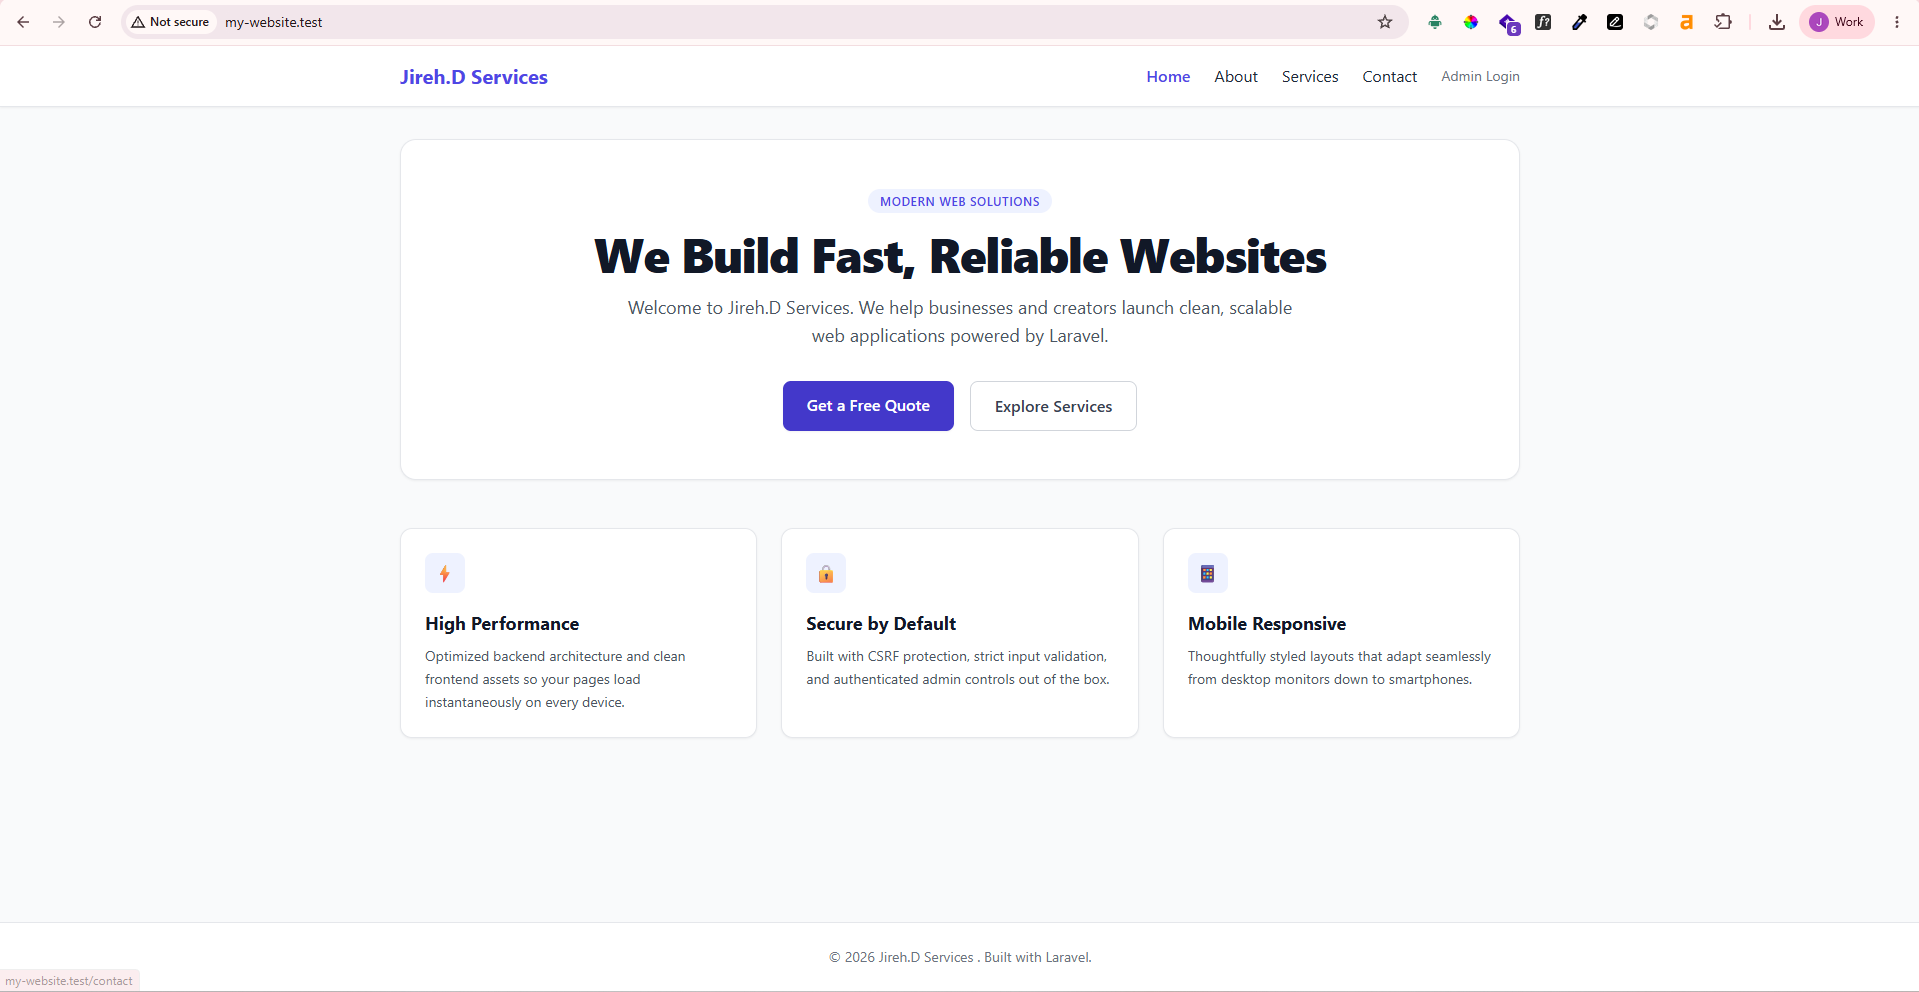 Not secure my-website.test
6
f?
a
J Work
Jireh.D Services
Home About Services Contact Admin Login
MODERN WEB SOLUTIONS
We Build Fast, Reliable Websites
Welcome to Jireh.D Services. We help businesses and creators launch clean, scalable
web applications powered by Laravel.
Get a Free Quote Explore Services
High Performance
Optimized backend architecture and clean
frontend assets so your pages load
instantaneously on every device.
Secure by Default
Built with CSRF protection, strict input validation,
and authenticated admin controls out of the box.
Mobile Responsive
Thoughtfully styled layouts that adapt seamlessly
from desktop monitors down to smartphones.
© 2026 Jireh.D Services . Built with Laravel.
my-website.test/contact